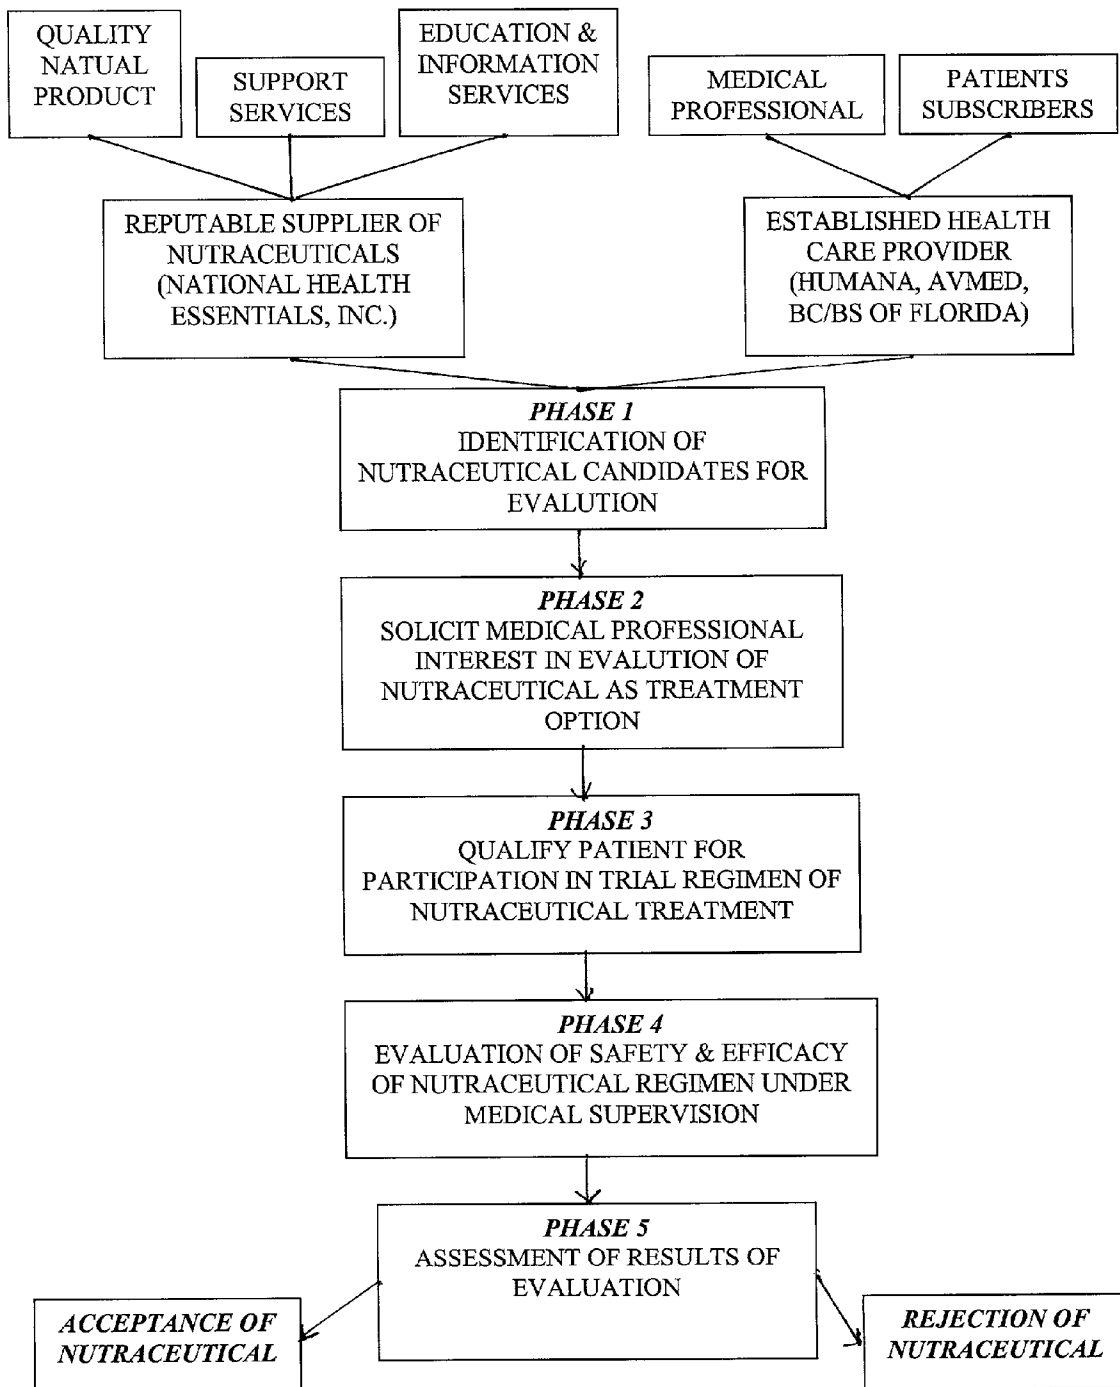 QUALITY
NATUAL
PRODUCT
SUPPORT
SERVICES
EDUCATION &
INFORMATION
SERVICES
MEDICAL
PROFESSIONAL
PATIENTS
SUBSCRIBERS
REPUTABLE SUPPLIER OF
NUTRACEUTICALS
(NATIONAL HEALTH
ESSENTIALS, INC.)
ESTABLISHED HEALTH
CARE PROVIDER
(HUMANA, AVMED,
BC/BS OF FLORIDA)
PHASE 1
IDENTIFICATION OF
NUTRACEUTICAL CANDIDATES FOR
EVALUTION
PHASE 2
SOLICIT MEDICAL PROFESSIONAL
INTEREST IN EVALUTION OF
NUTRACEUTICAL AS TREATMENT
OPTION
PHASE 3
QUALIFY PATIENT FOR
PARTICIPATION IN TRIAL REGIMEN OF
NUTRACEUTICAL TREATMENT
PHASE 4
EVALUATION OF SAFETY & EFFICACY
OF NUTRACEUTICAL REGIMEN UNDER
MEDICAL SUPERVISION
PHASE 5
ASSESSMENT OF RESULTS OF
EVALUATION
ACCEPTANCE OF
NUTRACEUTICAL
REJECTION OF
NUTRACEUTICAL